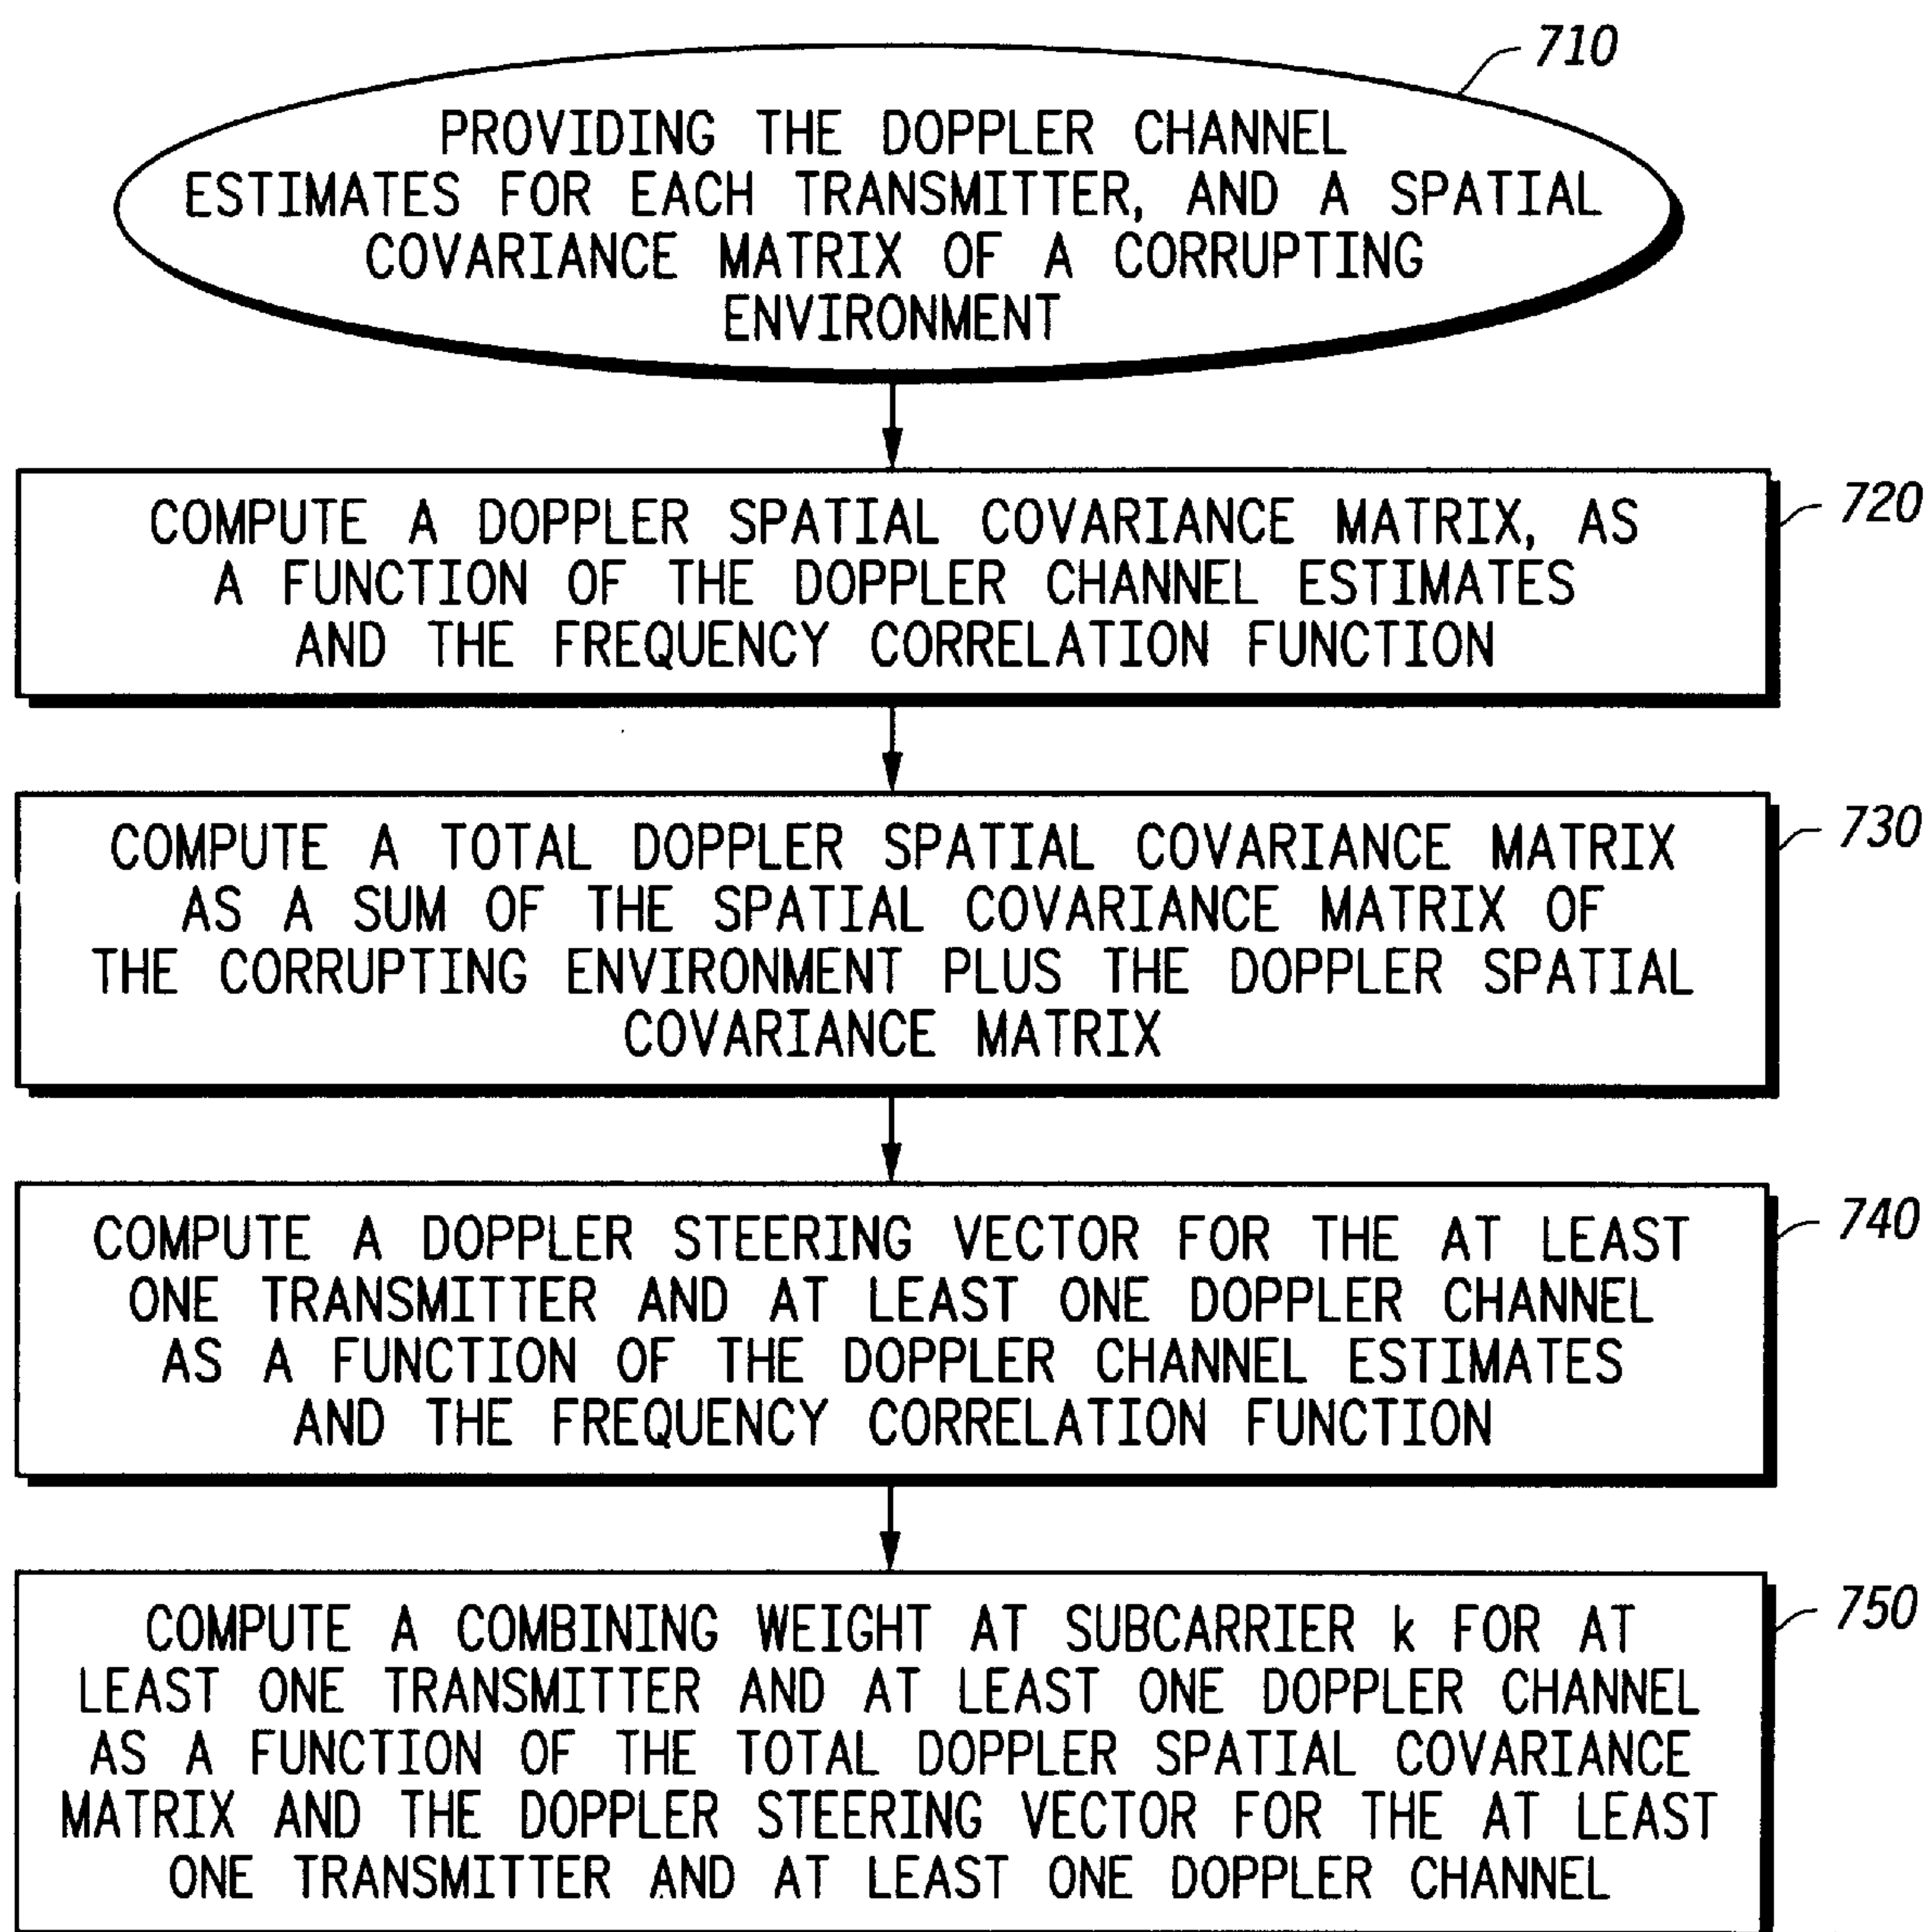 710
PROVIDING THE DOPPLER CHANNEL
ESTIMATES FOR EACH TRANSMITTER, AND A SPATIAL
COVARIANCE MATRIX OF A CORRUPTING
ENVIRONMENT
720
COMPUTE A DOPPLER SPATIAL COVARIANCE MATRIX, AS
A FUNCTION OF THE DOPPLER CHANNEL ESTIMATES
AND THE FREQUENCY CORRELATION FUNCTION
730
COMPUTE A TOTAL DOPPLER SPATIAL COVARIANCE MATRIX
AS A SUM OF THE SPATIAL COVARIANCE MATRIX OF
THE CORRUPTING ENVIRONMENT PLUS THE DOPPLER SPATIAL
COVARIANCE MATRIX
740
COMPUTE A DOPPLER STEERING VECTOR FOR THE AT LEAST
ONE TRANSMITTER AND AT LEAST ONE DOPPLER CHANNEL
AS A FUNCTION OF THE DOPPLER CHANNEL ESTIMATES
AND THE FREQUENCY CORRELATION FUNCTION
750
COMPUTE A COMBINING WEIGHT AT SUBCARRIER k FOR AT
LEAST ONE TRANSMITTER AND AT LEAST ONE DOPPLER CHANNEL
AS A FUNCTION OF THE TOTAL DOPPLER SPATIAL COVARIANCE
MATRIX AND THE DOPPLER STEERING VECTOR FOR THE AT LEAST
ONE TRANSMITTER AND AT LEAST ONE DOPPLER CHANNEL